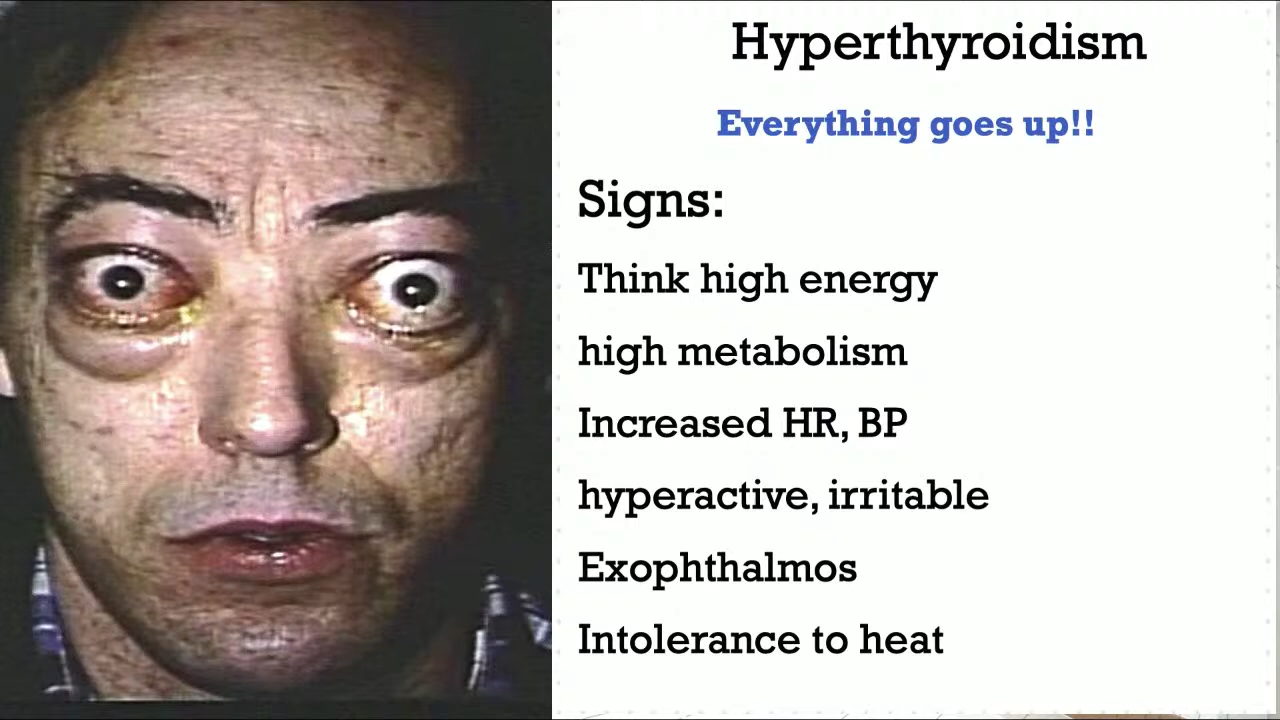 Hyperthyroidism
Everything goes up!!
Signs:
Think high energy
high metabolism
Increased HR, BP
hyperactive, irritable
Exophthalmos
Intolerance to heat